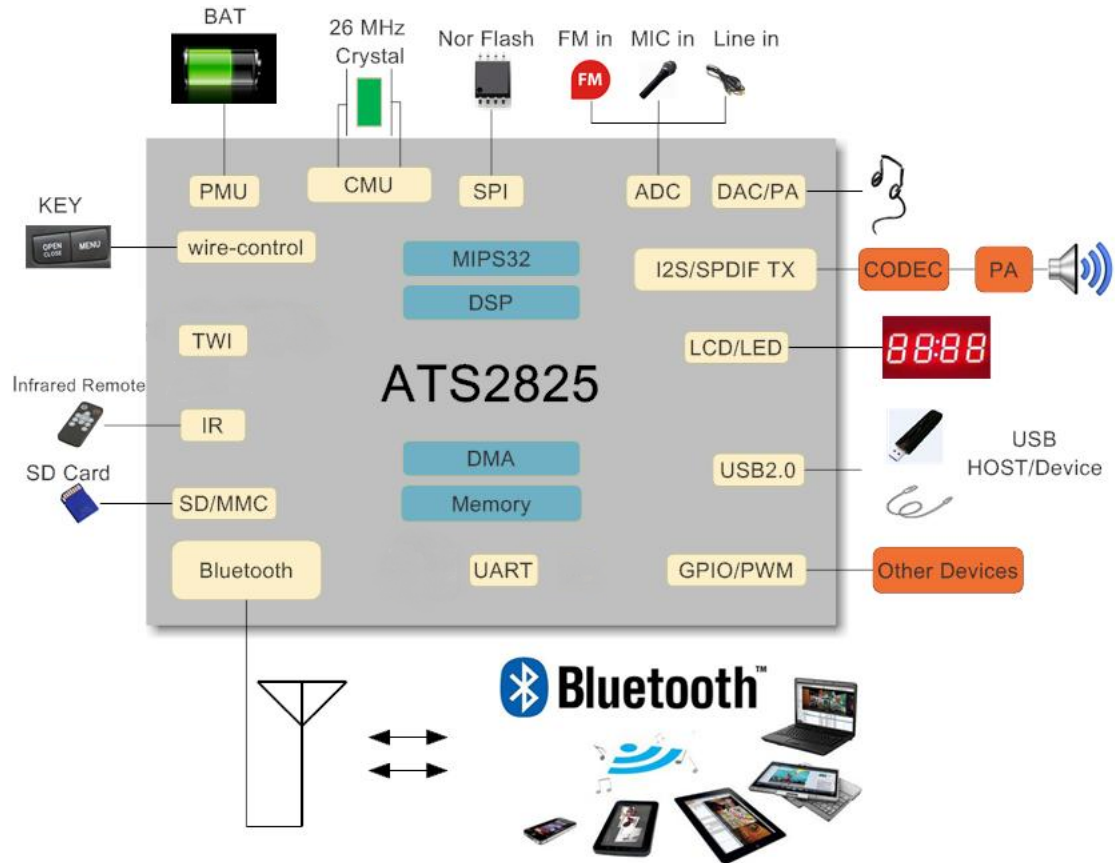 BAT
26 MHz
Crystal
Nor Flash
FM in
MIC in
Line in
FM
PMU
CMU
SPI
ADC
DAC/PA
KEY
OPEN
CLOSE
MENU
wire-control
MIPS32
I2S/SPDIF TX
CODEC
PA
DSP
TWI
LCD/LED
88:88
ATS2825
Infrared Remote
IR
DMA
USB2.0
USB
HOST/Device
SD Card
SD/MMC
Memory
Bluetooth
UART
GPIO/PWM
Other Devices
Bluetooth™